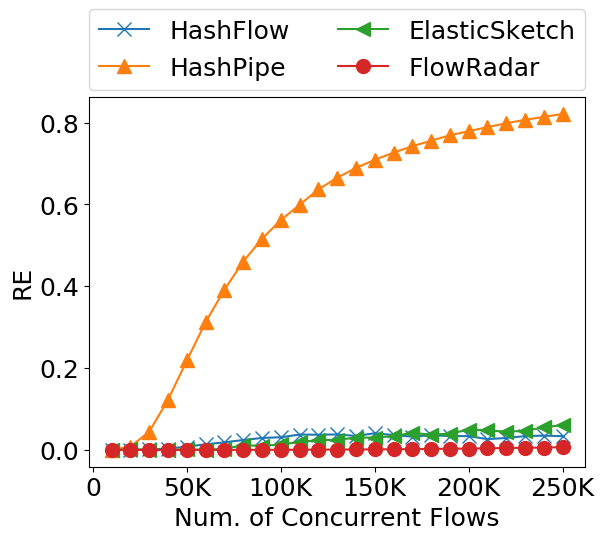 HashFlow ElasticSketch
HashPipe FlowRadar
0.8
0.6
RE
0.4
0.2
0.0
0 50K 100K 150K 200K 250K
Num. of Concurrent Flows